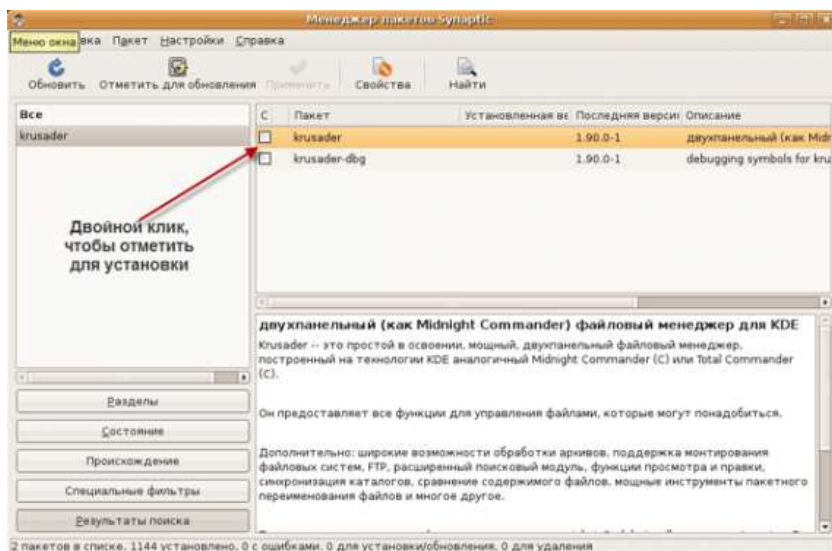 Менеджер пакетов Synaptic
Меню окна вка Пакет Настройки Справка
Обновить Отметить для обновления Применить Свойства Найти
Все
krusader
С Пакет Установленная ве Последняя верси Описание
krusader 1.90.0-1 двухпанельный (как Midn
krusader-dbg 1.90.0-1 debugging symbols for kru
Двойной клик,
чтобы отметить
для установки
двухпанельный (как Midnight Commander) файловый менеджер для KDE
Krusader -- это простой в освоении, мощный, двухпанельный файловый менеджер,
построенный на технологии KDE аналогичный Midnight Commander (C) или Total Commander
(C).
Он предоставляет все функции для управления файлами, которые могут понадобиться.
Дополнительно: широкие возможности обработки архивов, поддержка монтирования
файловых систем, FTP, расширенный поисковый модуль, функции просмотра и правки,
синхронизация каталогов, сравнение содержимого файлов, мощные инструменты пакетного
переименования файлов и многое другое.
Разделы
Состояние
Происхождение
Специальные фильтры
Результаты поиска
2 пакетов в списке, 1144 установлено, 0 с ошибками, 0 для установки/обновления, 0 для удаления